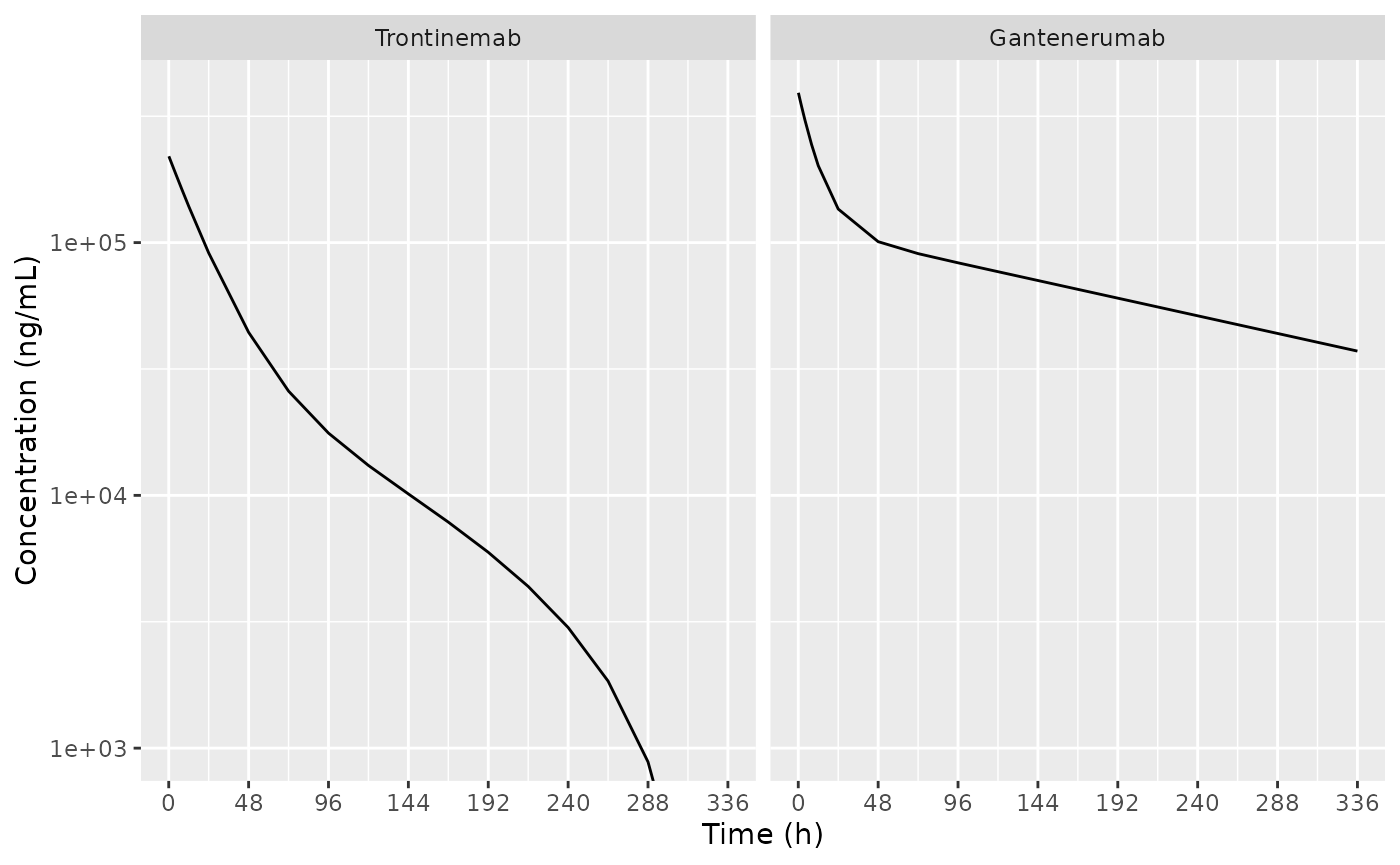 Trontinemab Gantenerumab
Concentration (ng/mL)
1e+05
1e+04
1e+03
0 48 96 144 192 240 288 336 0 48 96 144 192 240 288 336
Time (h)